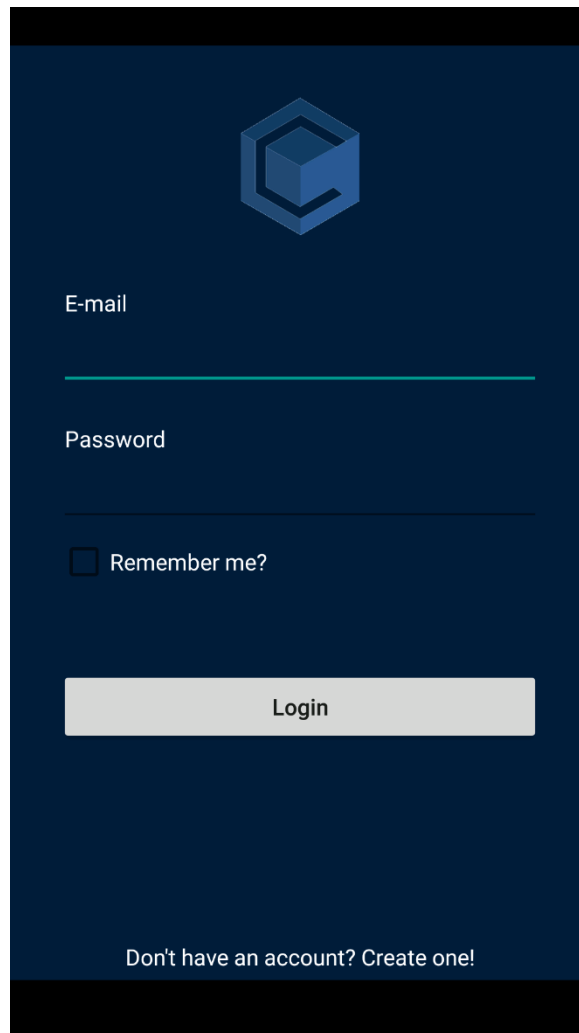 E-mail
Password
Remember me?
Login
Don't have an account? Create one!